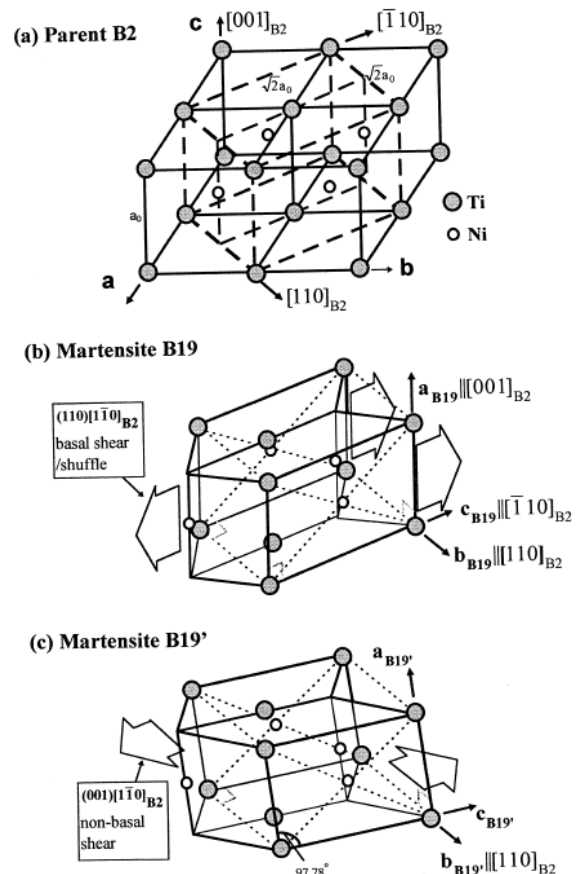 (a) Parent B2
c
[001]B2
[1̅10]B2
√2a₀
√2a₀
a₀
Ti
Ni
a
b
[110]B2
(b) Martensite B19
(110)[11̅0]B2
basal shear
/shuffle
aB19||[001]B2
cB19||[1̅10]B2
bB19||[110]B2
(c) Martensite B19’
aB19’
(001)[11̅0]B2
non-basal
shear
cB19’
bB19’||[110]B2
97.78°